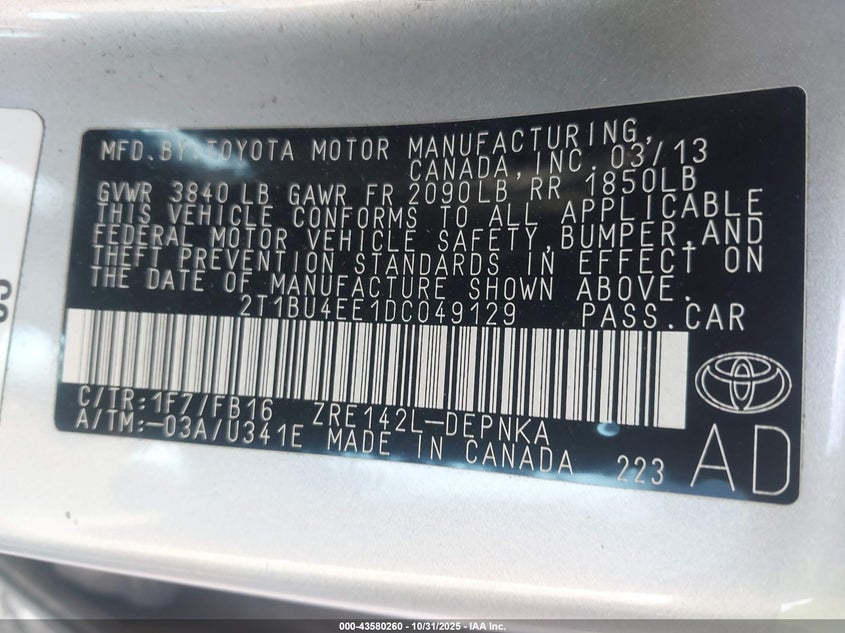 MFD.BY:TOYOTA MOTOR MANUFACTURING,
CANADA,INC. 03/13
GVWR 3840 LB GAWR FR 2090LB RR 1850LB
THIS VEHICLE CONFORMS TO ALL APPLICABLE
FEDERAL MOTOR VEHICLE SAFETY,BUMPER,AND
THEFT PREVENTION STANDARDS IN EFFECT ON
THE DATE OF MANUFACTURE SHOWN ABOVE.
2T1BU4EE1DC049129 PASS.CAR
C/TR:1F7/FB16 ZRE142L-DEPNKA
A/TM:-03A/U341E MADE IN CANADA 223
AD
000-43580260 - 10/31/2025 - IAA Inc.